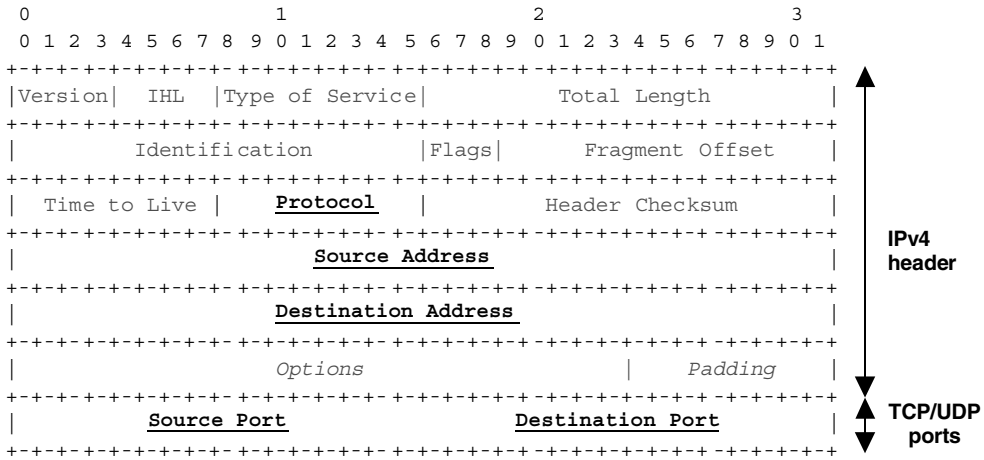 0                   1                   2                   3
0 1 2 3 4 5 6 7 8 9 0 1 2 3 4 5 6 7 8 9 0 1 2 3 4 5 6 7 8 9 0 1
+-+-+-+-+-+-+-+-+-+-+-+-+-+-+-+-+-+-+-+-+-+-+-+-+-+-+-+-+-+-+-+-+
|Version| IHL |Type of Service| Total Length |
+-+-+-+-+-+-+-+-+-+-+-+-+-+-+-+-+-+-+-+-+-+-+-+-+-+-+-+-+-+-+-+-+
| Identification |Flags| Fragment Offset |
+-+-+-+-+-+-+-+-+-+-+-+-+-+-+-+-+-+-+-+-+-+-+-+-+-+-+-+-+-+-+-+-+
| Time to Live | Protocol | Header Checksum |
+-+-+-+-+-+-+-+-+-+-+-+-+-+-+-+-+-+-+-+-+-+-+-+-+-+-+-+-+-+-+-+-+
| Source Address |
IPv4
header
+-+-+-+-+-+-+-+-+-+-+-+-+-+-+-+-+-+-+-+-+-+-+-+-+-+-+-+-+-+-+-+-+
| Destination Address |
+-+-+-+-+-+-+-+-+-+-+-+-+-+-+-+-+-+-+-+-+-+-+-+-+-+-+-+-+-+-+-+-+
| Options | Padding |
+-+-+-+-+-+-+-+-+-+-+-+-+-+-+-+-+-+-+-+-+-+-+-+-+-+-+-+-+-+-+-+-+
| Source Port Destination Port |
TCP/UDP
ports
+-+-+-+-+-+-+-+-+-+-+-+-+-+-+-+-+-+-+-+-+-+-+-+-+-+-+-+-+-+-+-+-+